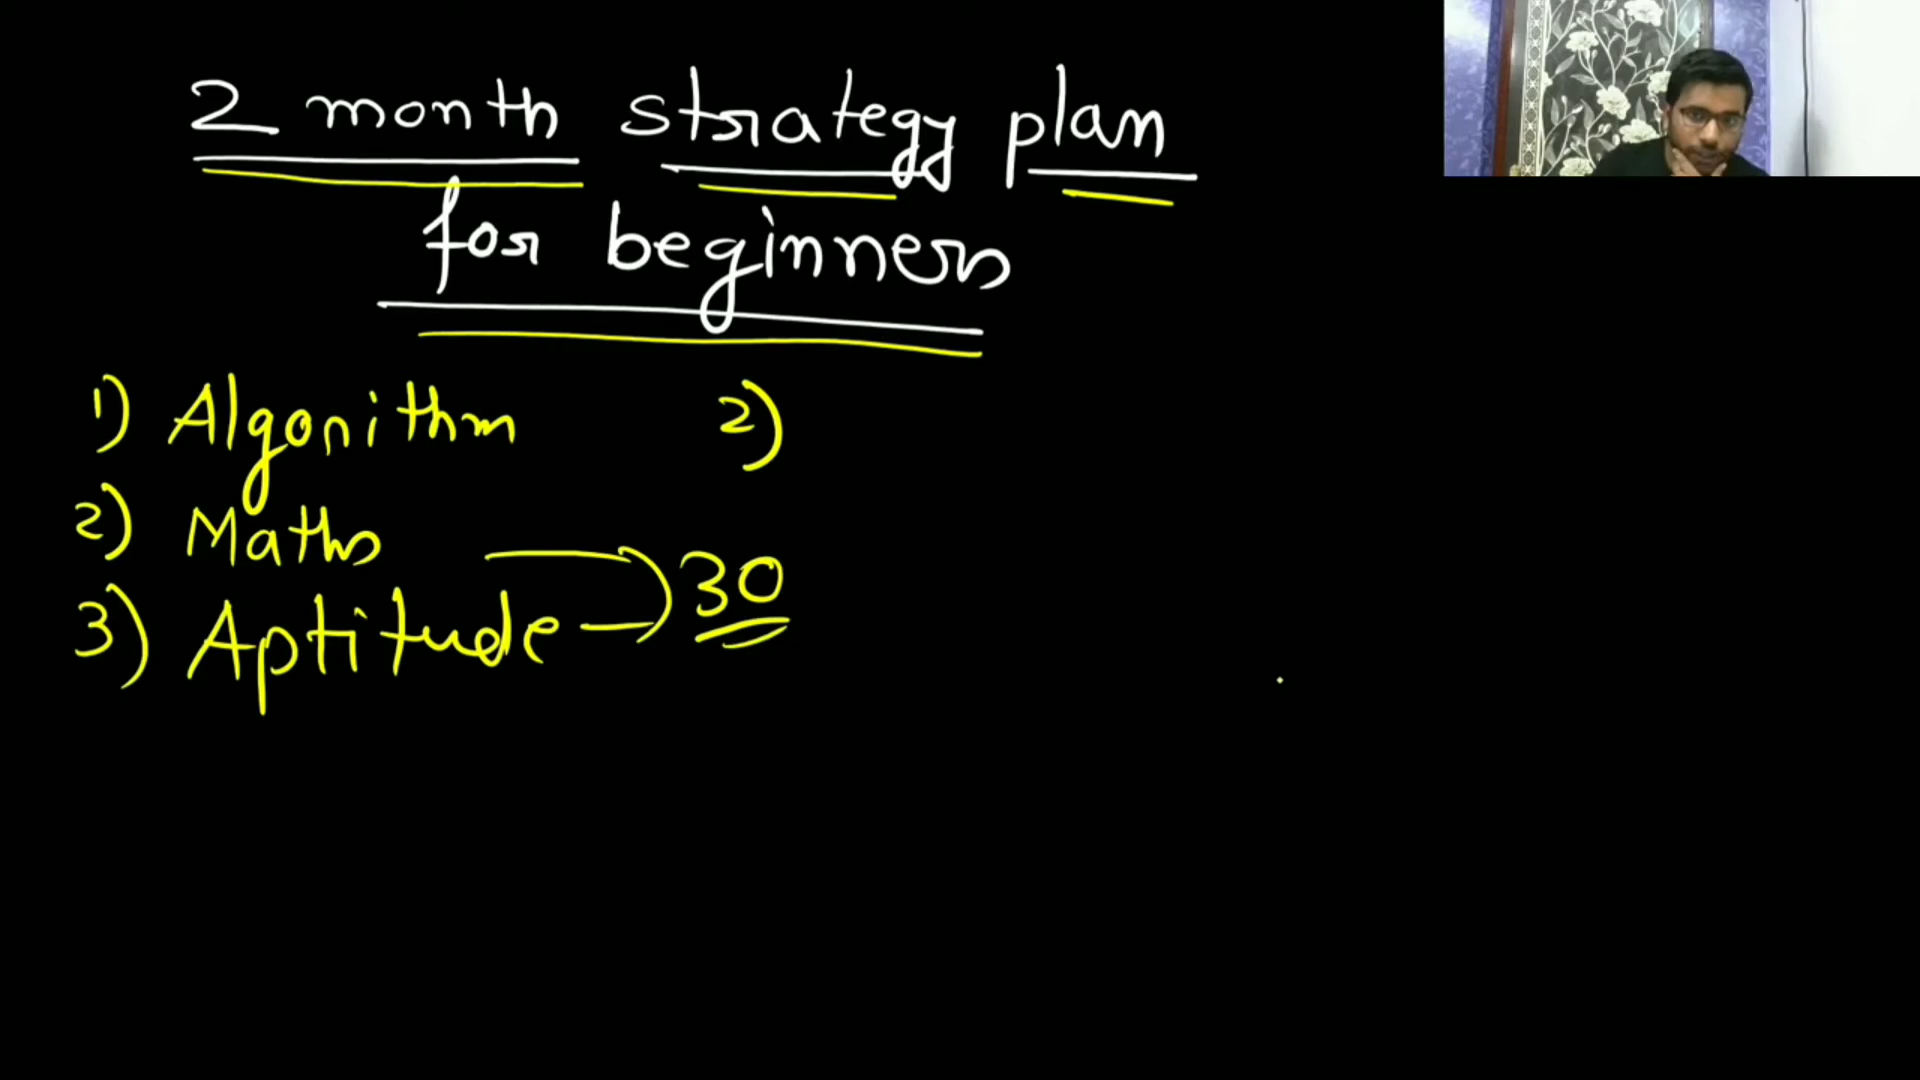 2 month strategy plan
for beginners
1) Algorithm 2)
2) Maths
3) Aptitude 30